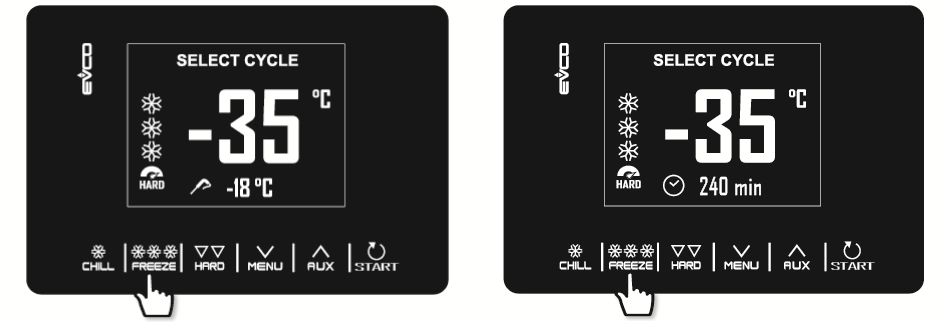 EVCO
SELECT CYCLE
-35 °C
HARD
-18 °C
CHILL FREEZE HARD MENU AUX START
EVCO
SELECT CYCLE
-35 °C
HARD
240 min
CHILL FREEZE HARD MENU AUX START